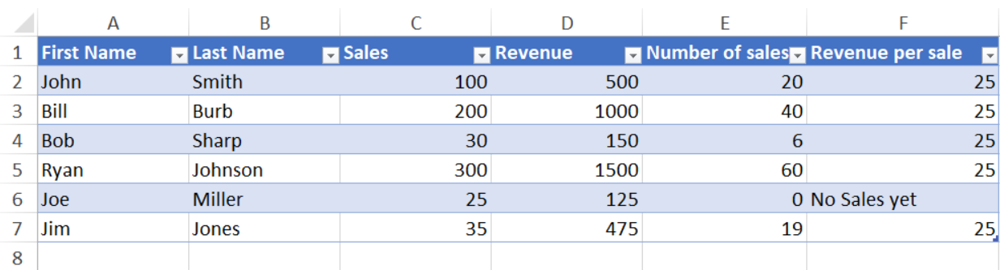 A B C D E F
1 First Name Last Name Sales Revenue Number of sales Revenue per sale
2 John Smith 100 500 20 25
3 Bill Burb 200 1000 40 25
4 Bob Sharp 30 150 6 25
5 Ryan Johnson 300 1500 60 25
6 Joe Miller 25 125 0 No Sales yet
7 Jim Jones 35 475 19 25
8